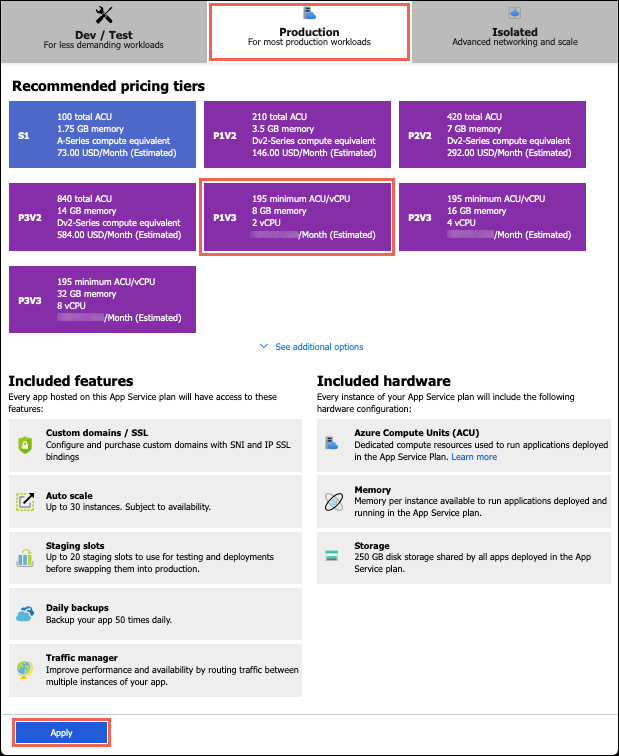 Dev / Test
For less demanding workloads
Production
For most production workloads
Isolated
Advanced networking and scale
Recommended pricing tiers
S1
100 total ACU
1.75 GB memory
A-Series compute equivalent
73.00 USD/Month (Estimated)
P1V2
210 total ACU
3.5 GB memory
Dv2-Series compute equivalent
146.00 USD/Month (Estimated)
P2V2
420 total ACU
7 GB memory
Dv2-Series compute equivalent
292.00 USD/Month (Estimated)
P3V2
840 total ACU
14 GB memory
Dv2-Series compute equivalent
584.00 USD/Month (Estimated)
P1V3
195 minimum ACU/vCPU
8 GB memory
2 vCPU
/Month (Estimated)
P2V3
195 minimum ACU/vCPU
16 GB memory
4 vCPU
/Month (Estimated)
P3V3
195 minimum ACU/vCPU
32 GB memory
8 vCPU
/Month (Estimated)
See additional options
Included features
Every app hosted on this App Service plan will have access to these
features:
Custom domains / SSL
Configure and purchase custom domains with SNI and IP SSL
bindings
Auto scale
Up to 30 instances. Subject to availability.
Staging slots
Up to 20 staging slots to use for testing and deployments
before swapping them into production.
Daily backups
Backup your app 50 times daily.
Traffic manager
Improve performance and availability by routing traffic between
multiple instances of your app.
Included hardware
Every instance of your App Service plan will include the following
hardware configuration:
Azure Compute Units (ACU)
Dedicated compute resources used to run applications deployed
in the App Service Plan. Learn more
Memory
Memory per instance available to run applications deployed and
running in the App Service plan.
Storage
250 GB disk storage shared by all apps deployed in the App
Service plan.
Apply